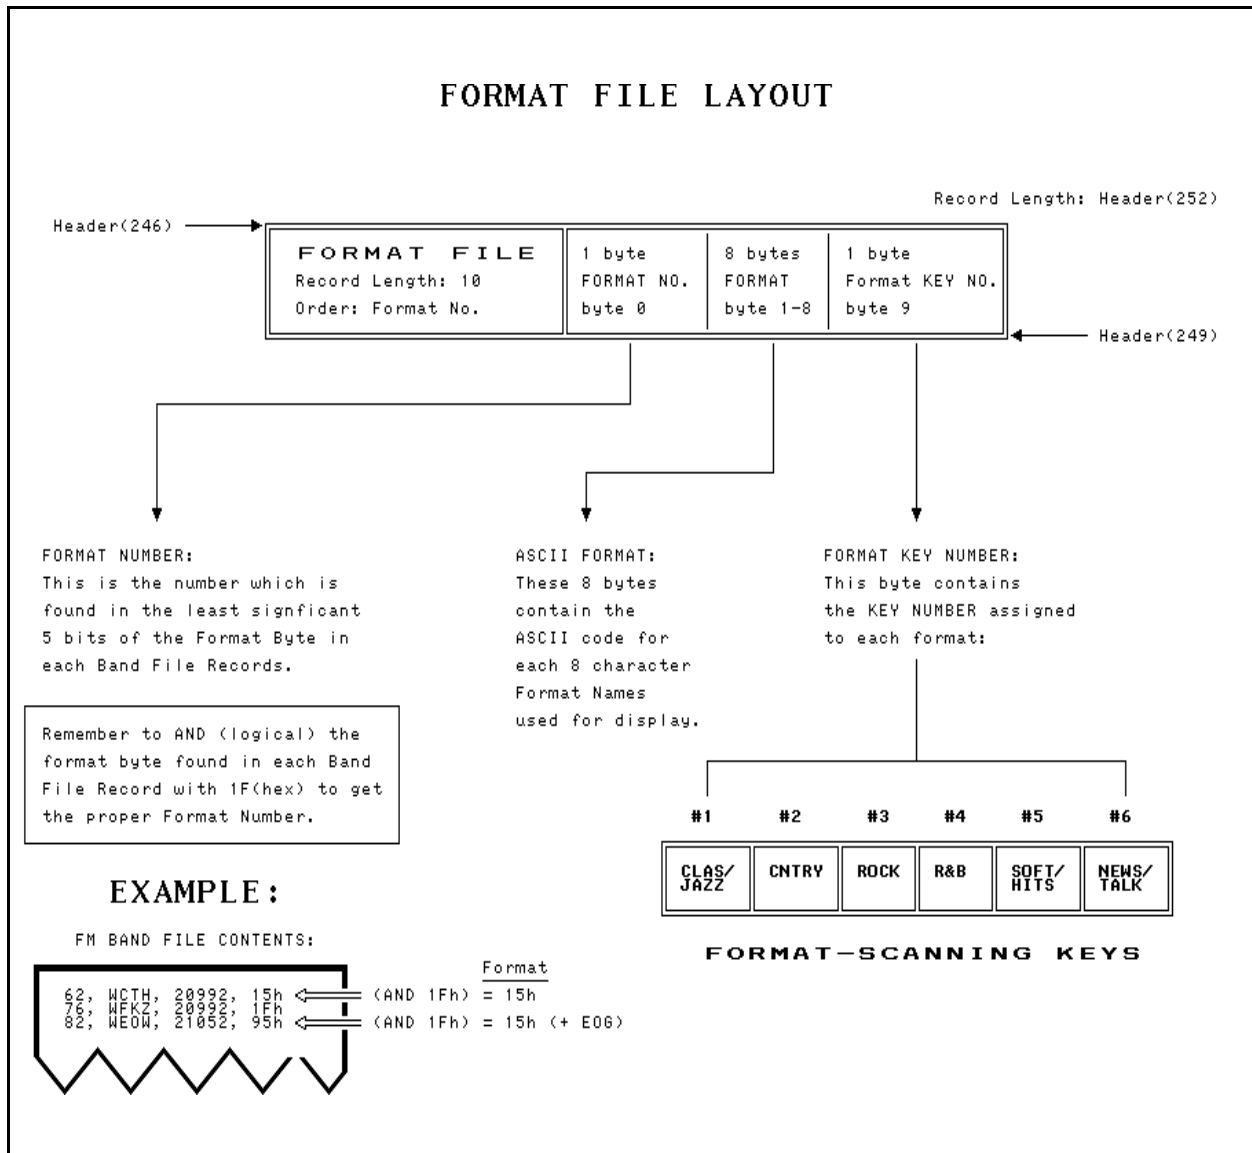 FORMAT FILE LAYOUT
Record Length: Header(252)
Header(246)
FORMAT FILE
Record Length: 10
Order: Format No.
1 byte
FORMAT NO.
byte 0
8 bytes
FORMAT
byte 1-8
1 byte
Format KEY NO.
byte 9
Header(249)
FORMAT NUMBER:
This is the number which is
found in the least signficant
5 bits of the Format Byte in
each Band File Records.
Remember to AND (logical) the
format byte found in each Band
File Record with 1F(hex) to get
the proper Format Number.
ASCII FORMAT:
These 8 bytes
contain the
ASCII code for
each 8 character
Format Names
used for display.
FORMAT KEY NUMBER:
This byte contains
the KEY NUMBER assigned
to each format:
#1 #2 #3 #4 #5 #6
CLAS/
JAZZ
CNTRY
ROCK
R&B
SOFT/
HITS
NEWS/
TALK
FORMAT-SCANNING KEYS
EXAMPLE:
FM BAND FILE CONTENTS:
Format
62, WCTH, 20992, 15h (AND 1Fh) = 15h
76, WFKZ, 20992, 1Fh
82, WEOW, 21052, 95h (AND 1Fh) = 15h (+ EOG)